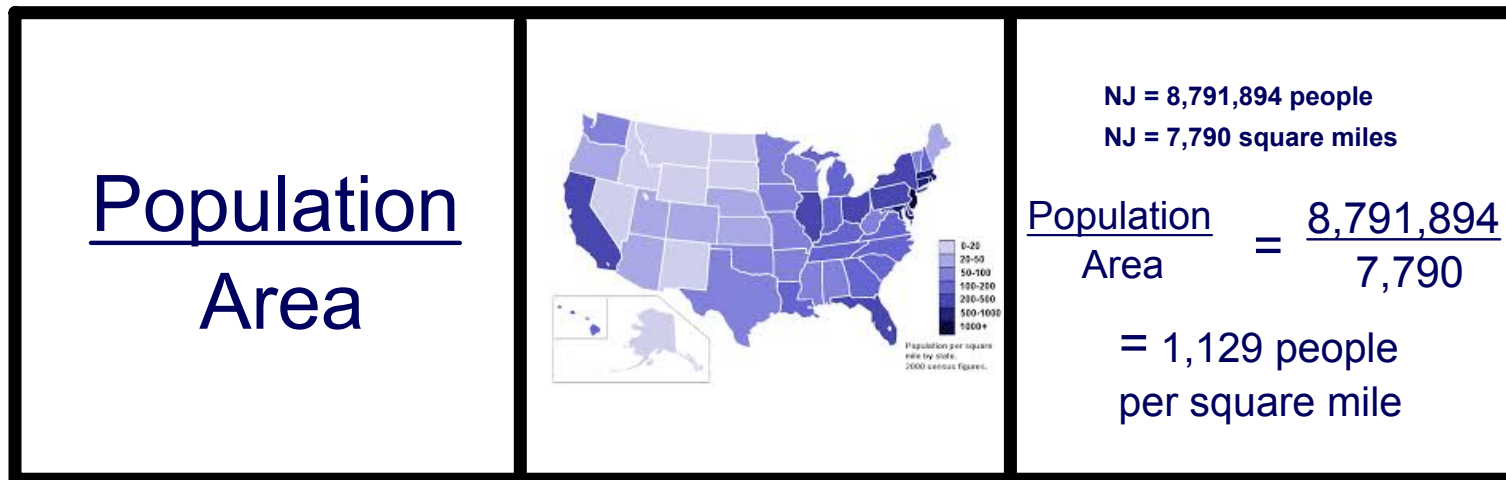 Population
Area
0-20
20-50
50-100
100-200
200-500
500-1000
1000+
Population per square
mile by state.
2000 census figures.
NJ = 8,791,894 people
NJ = 7,790 square miles
Population
Area
=
8,791,894
7,790
= 1,129 people
per square mile